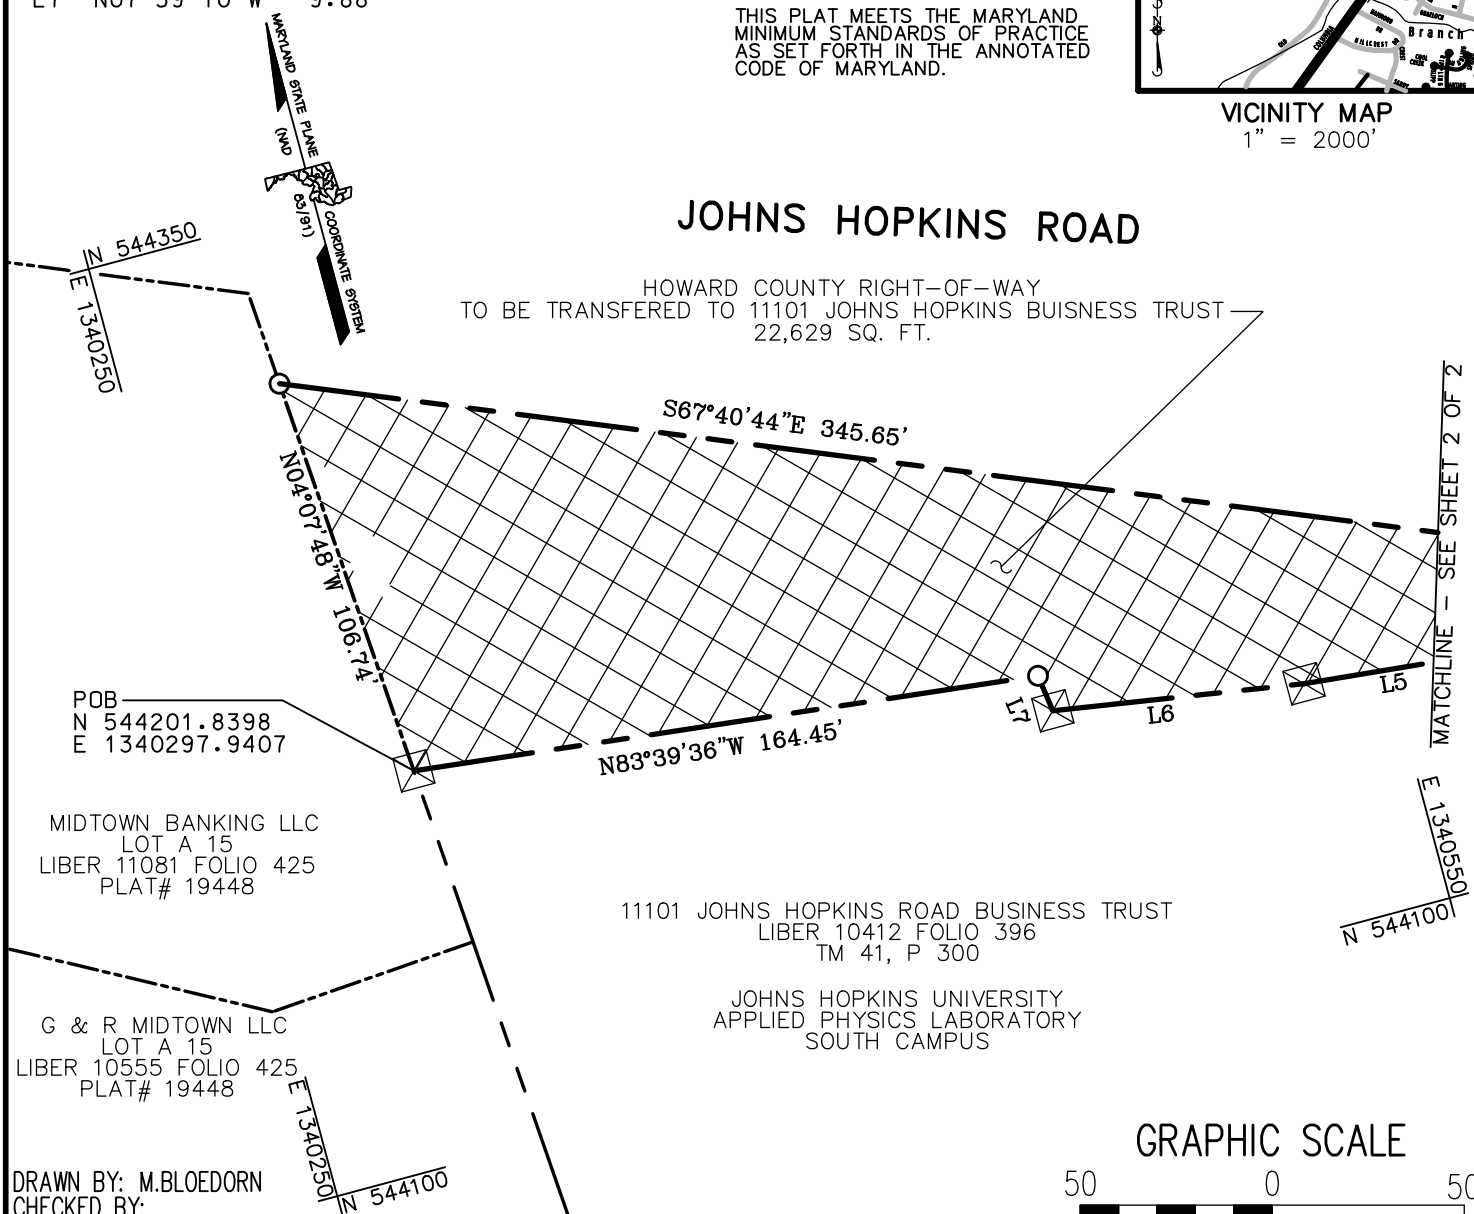 THIS PLAT MEETS THE MARYLAND
MINIMUM STANDARDS OF PRACTICE
AS SET FORTH IN THE ANNOTATED
CODE OF MARYLAND.
Branch
HILLCREST
OLD
COLUMBIA
VICINITY MAP
1" = 2000'
MARYLAND STATE PLANE
(NAD 83/91)
COORDINATE SYSTEM
JOHNS HOPKINS ROAD
N 544350
E 1340250
HOWARD COUNTY RIGHT-OF-WAY
TO BE TRANSFERED TO 11101 JOHNS HOPKINS BUISNESS TRUST
22,629 SQ. FT.
S67°40'44"E 345.65'
MATCHLINE - SEE SHEET 2 OF 2
N04°07'48"W 106.74'
POB
N 544201.8398
E 1340297.9407
N83°39'36"W 164.45'
L7
L6
L5
MIDTOWN BANKING LLC
LOT A 15
LIBER 11081 FOLIO 425
PLAT# 19448
E 1340550
N 544100
11101 JOHNS HOPKINS ROAD BUSINESS TRUST
LIBER 10412 FOLIO 396
TM 41, P 300
JOHNS HOPKINS UNIVERSITY
APPLIED PHYSICS LABORATORY
SOUTH CAMPUS
G & R MIDTOWN LLC
LOT A 15
LIBER 10555 FOLIO 425
PLAT# 19448
E 1340250
N 544100
GRAPHIC SCALE
50 0 50
DRAWN BY: M.BLOEDORN
CHECKED BY: